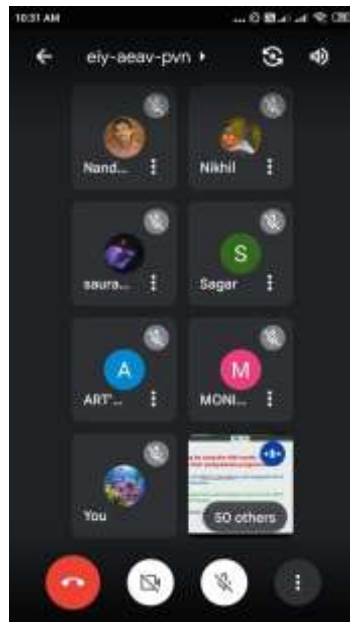 10:31 AM
eiy-aeav-pvn
Nand...
Nikhil
saura...
S
Sagar
A
ART'...
M
MONI...
You
50 others